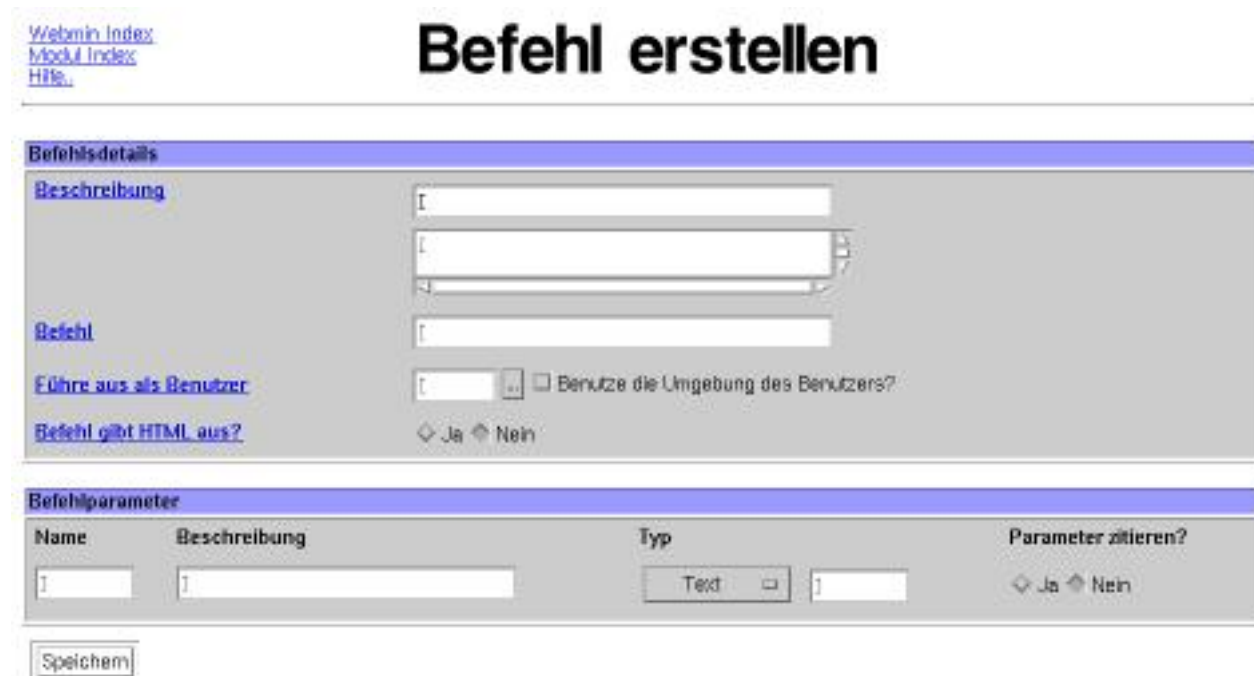 Webmin Index
Modul Index
Hilfe..
Befehl erstellen
Befehlsdetails
Beschreibung
Befehl
Führe aus als Benutzer
.. Benutze die Umgebung des Benutzers?
Befehl gibt HTML aus?
Ja Nein
Befehlparameter
Name Beschreibung Typ Parameter zitieren?
Text Ja Nein
Speichern